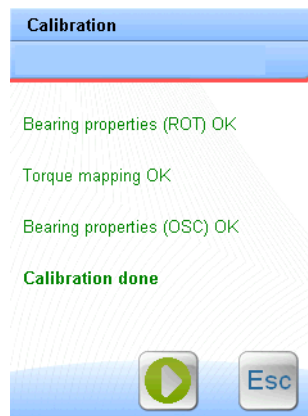 Calibration
Bearing properties (ROT) OK
Torque mapping OK
Bearing properties (OSC) OK
Calibration done
Esc